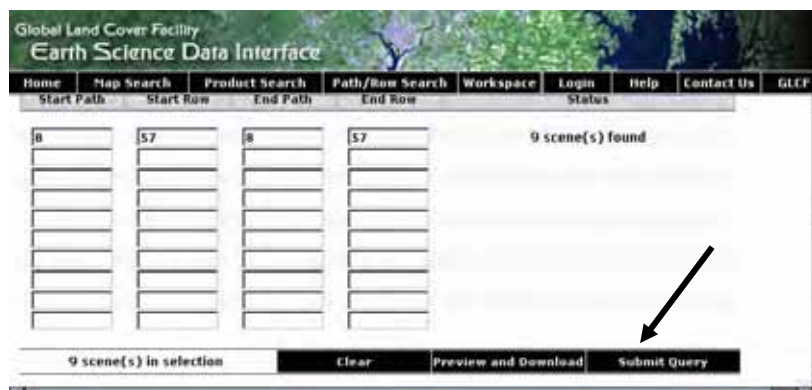 Global Land Cover Facility
Earth Science Data Interface
Home Map Search Product Search Path/Row Search Workspace Login Help Contact Us GLCF
Start Path Start Row End Path End Row Status
8 57 8 57 9 scene(s) found
9 scene(s) in selection Clear Preview and Download Submit Query